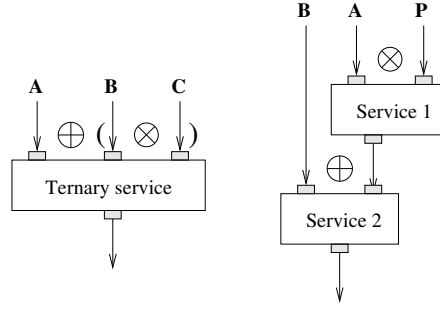 A B C
⊕ ( ⊗ )
Ternary service
B A P
⊗
Service 1
⊕
Service 2